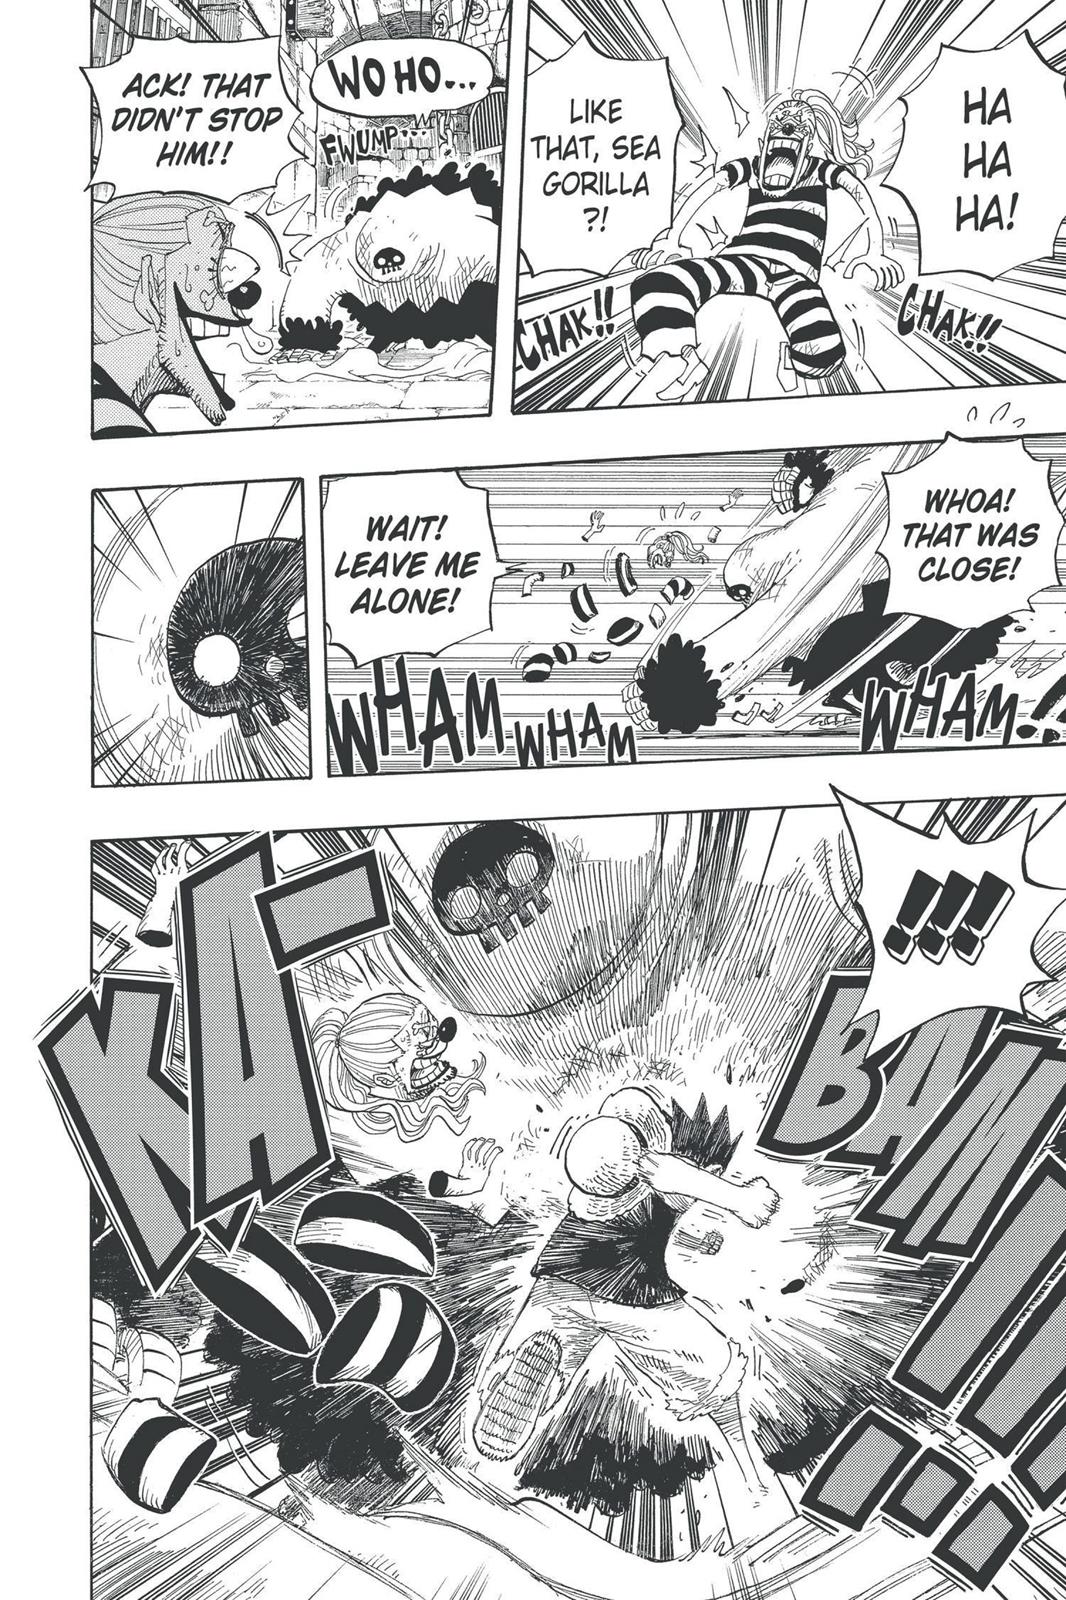 HA
HA
HA!
LIKE
THAT, SEA
GORILLA
?!
CHAK!!
CHAK!!
WO HO...
FWUMP...
ACK! THAT
DIDN'T STOP
HIM!!
WHOA!
THAT WAS
CLOSE!
WAIT!
LEAVE ME
ALONE!
WHAM!!
WHAM
WHAM
!!!!
KA-
BAM!!!